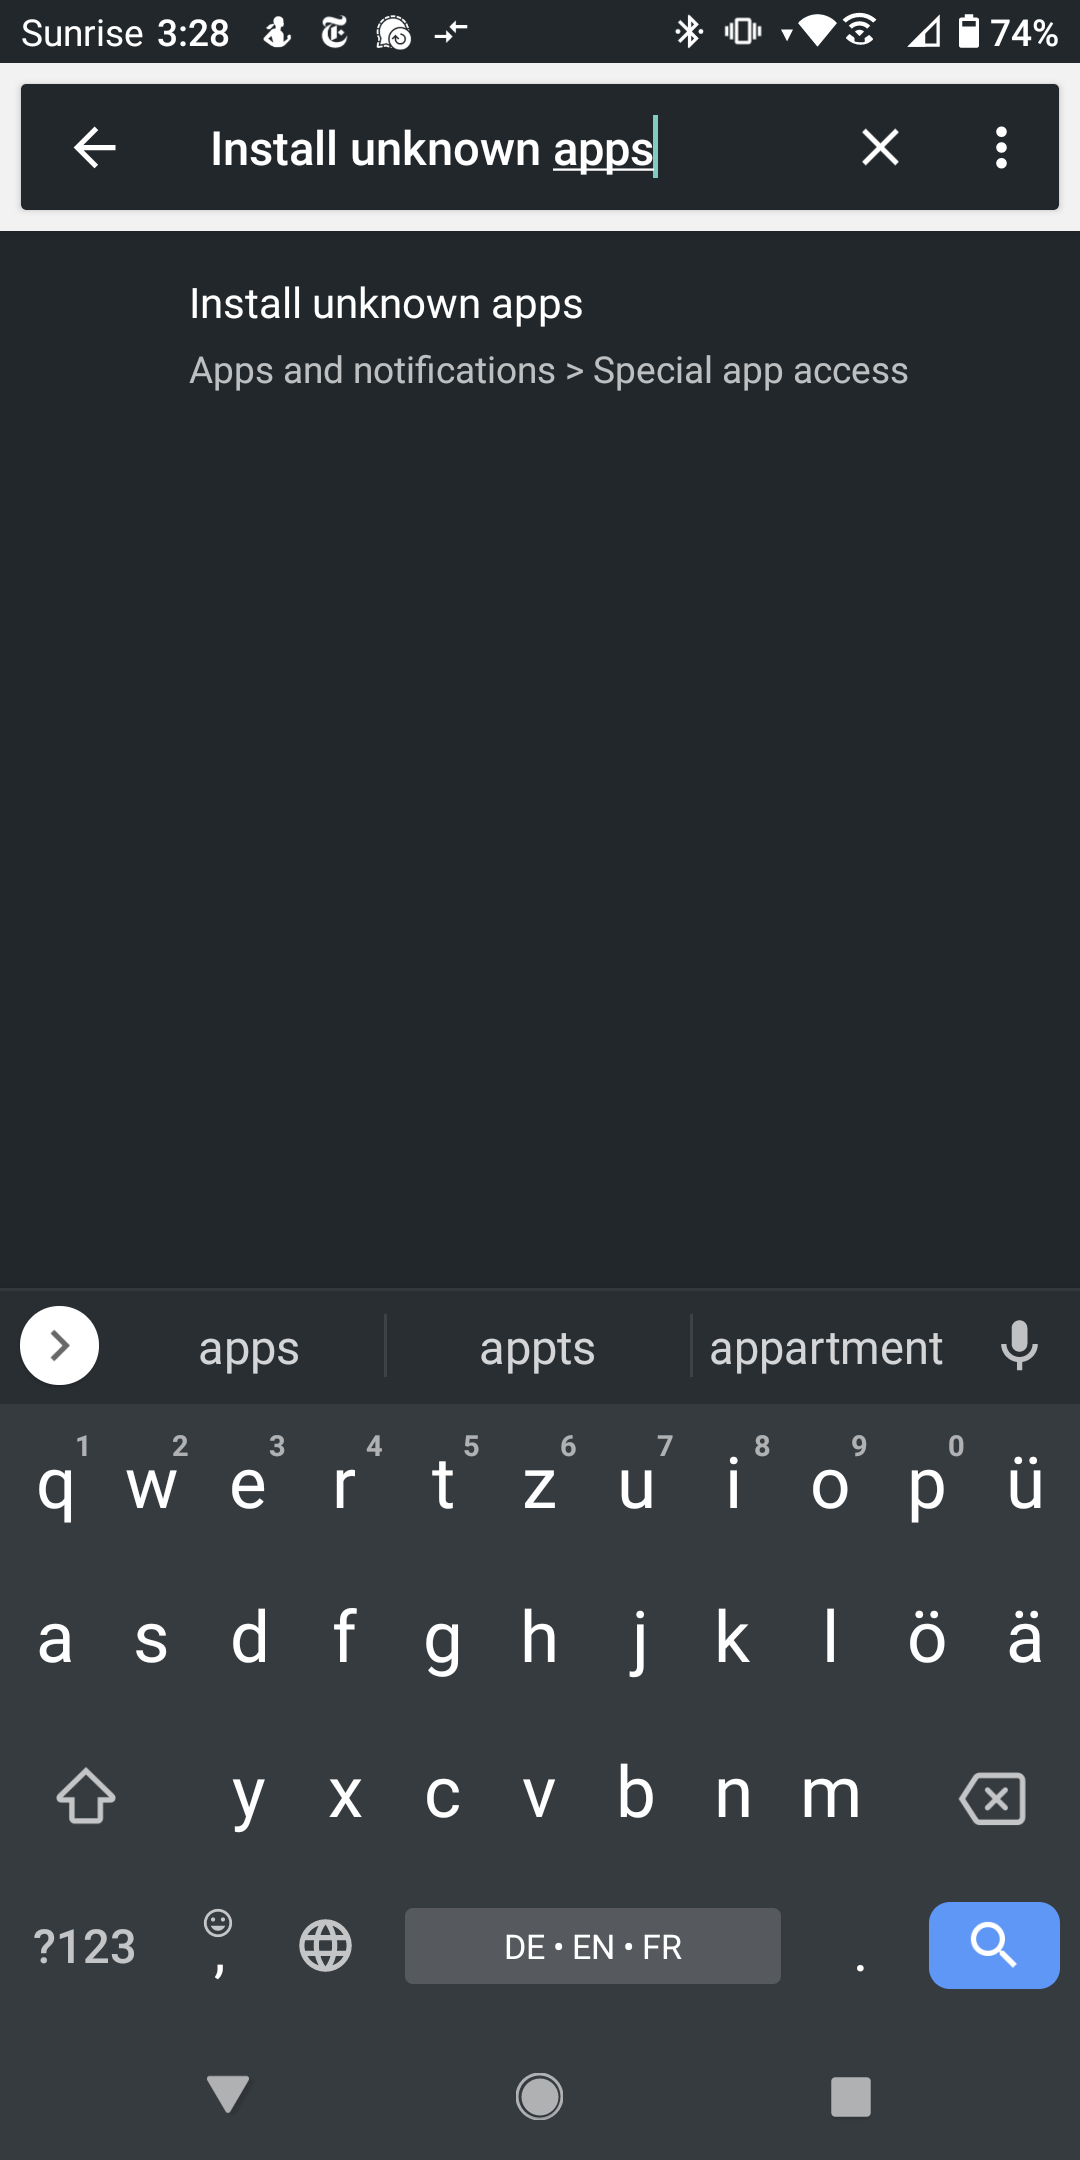 Sunrise 3:28 74%
Install unknown apps
Install unknown apps
Apps and notifications > Special app access
apps appts appartment
1 2 3 4 5 6 7 8 9 0
q w e r t z u i o p ü
a s d f g h j k l ö ä
y x c v b n m
?123 , DE • EN • FR .